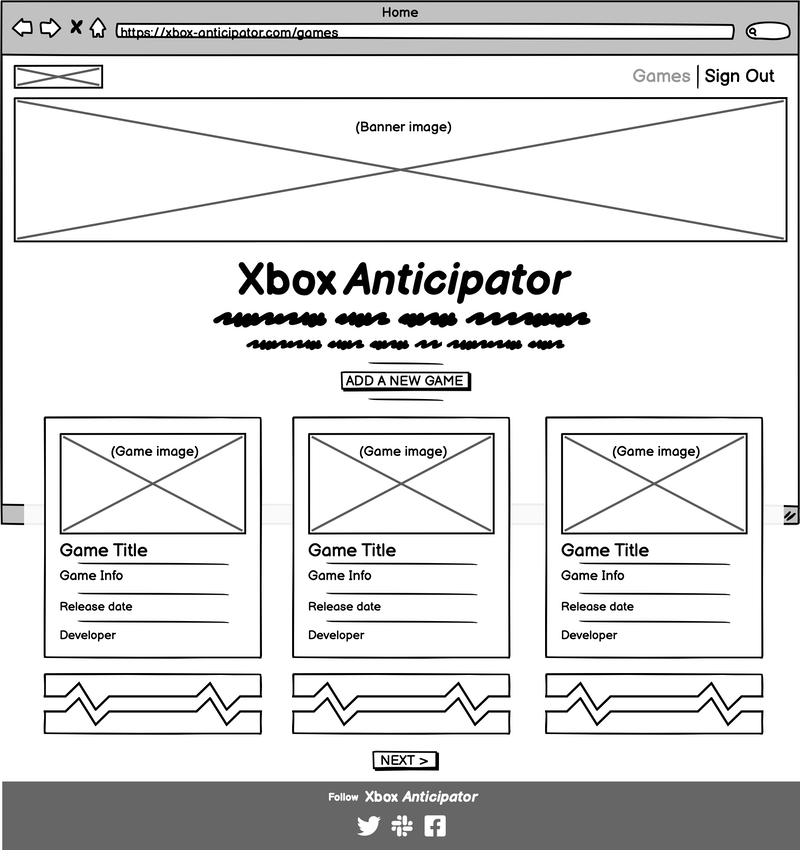 Home
https://xbox-anticipator.com/games
Games | Sign Out
(Banner image)
Xbox Anticipator
ADD A NEW GAME
(Game image) (Game image) (Game image)
Game Title Game Title Game Title
Game Info Game Info Game Info
Release date Release date Release date
Developer Developer Developer
NEXT >
Follow Xbox Anticipator